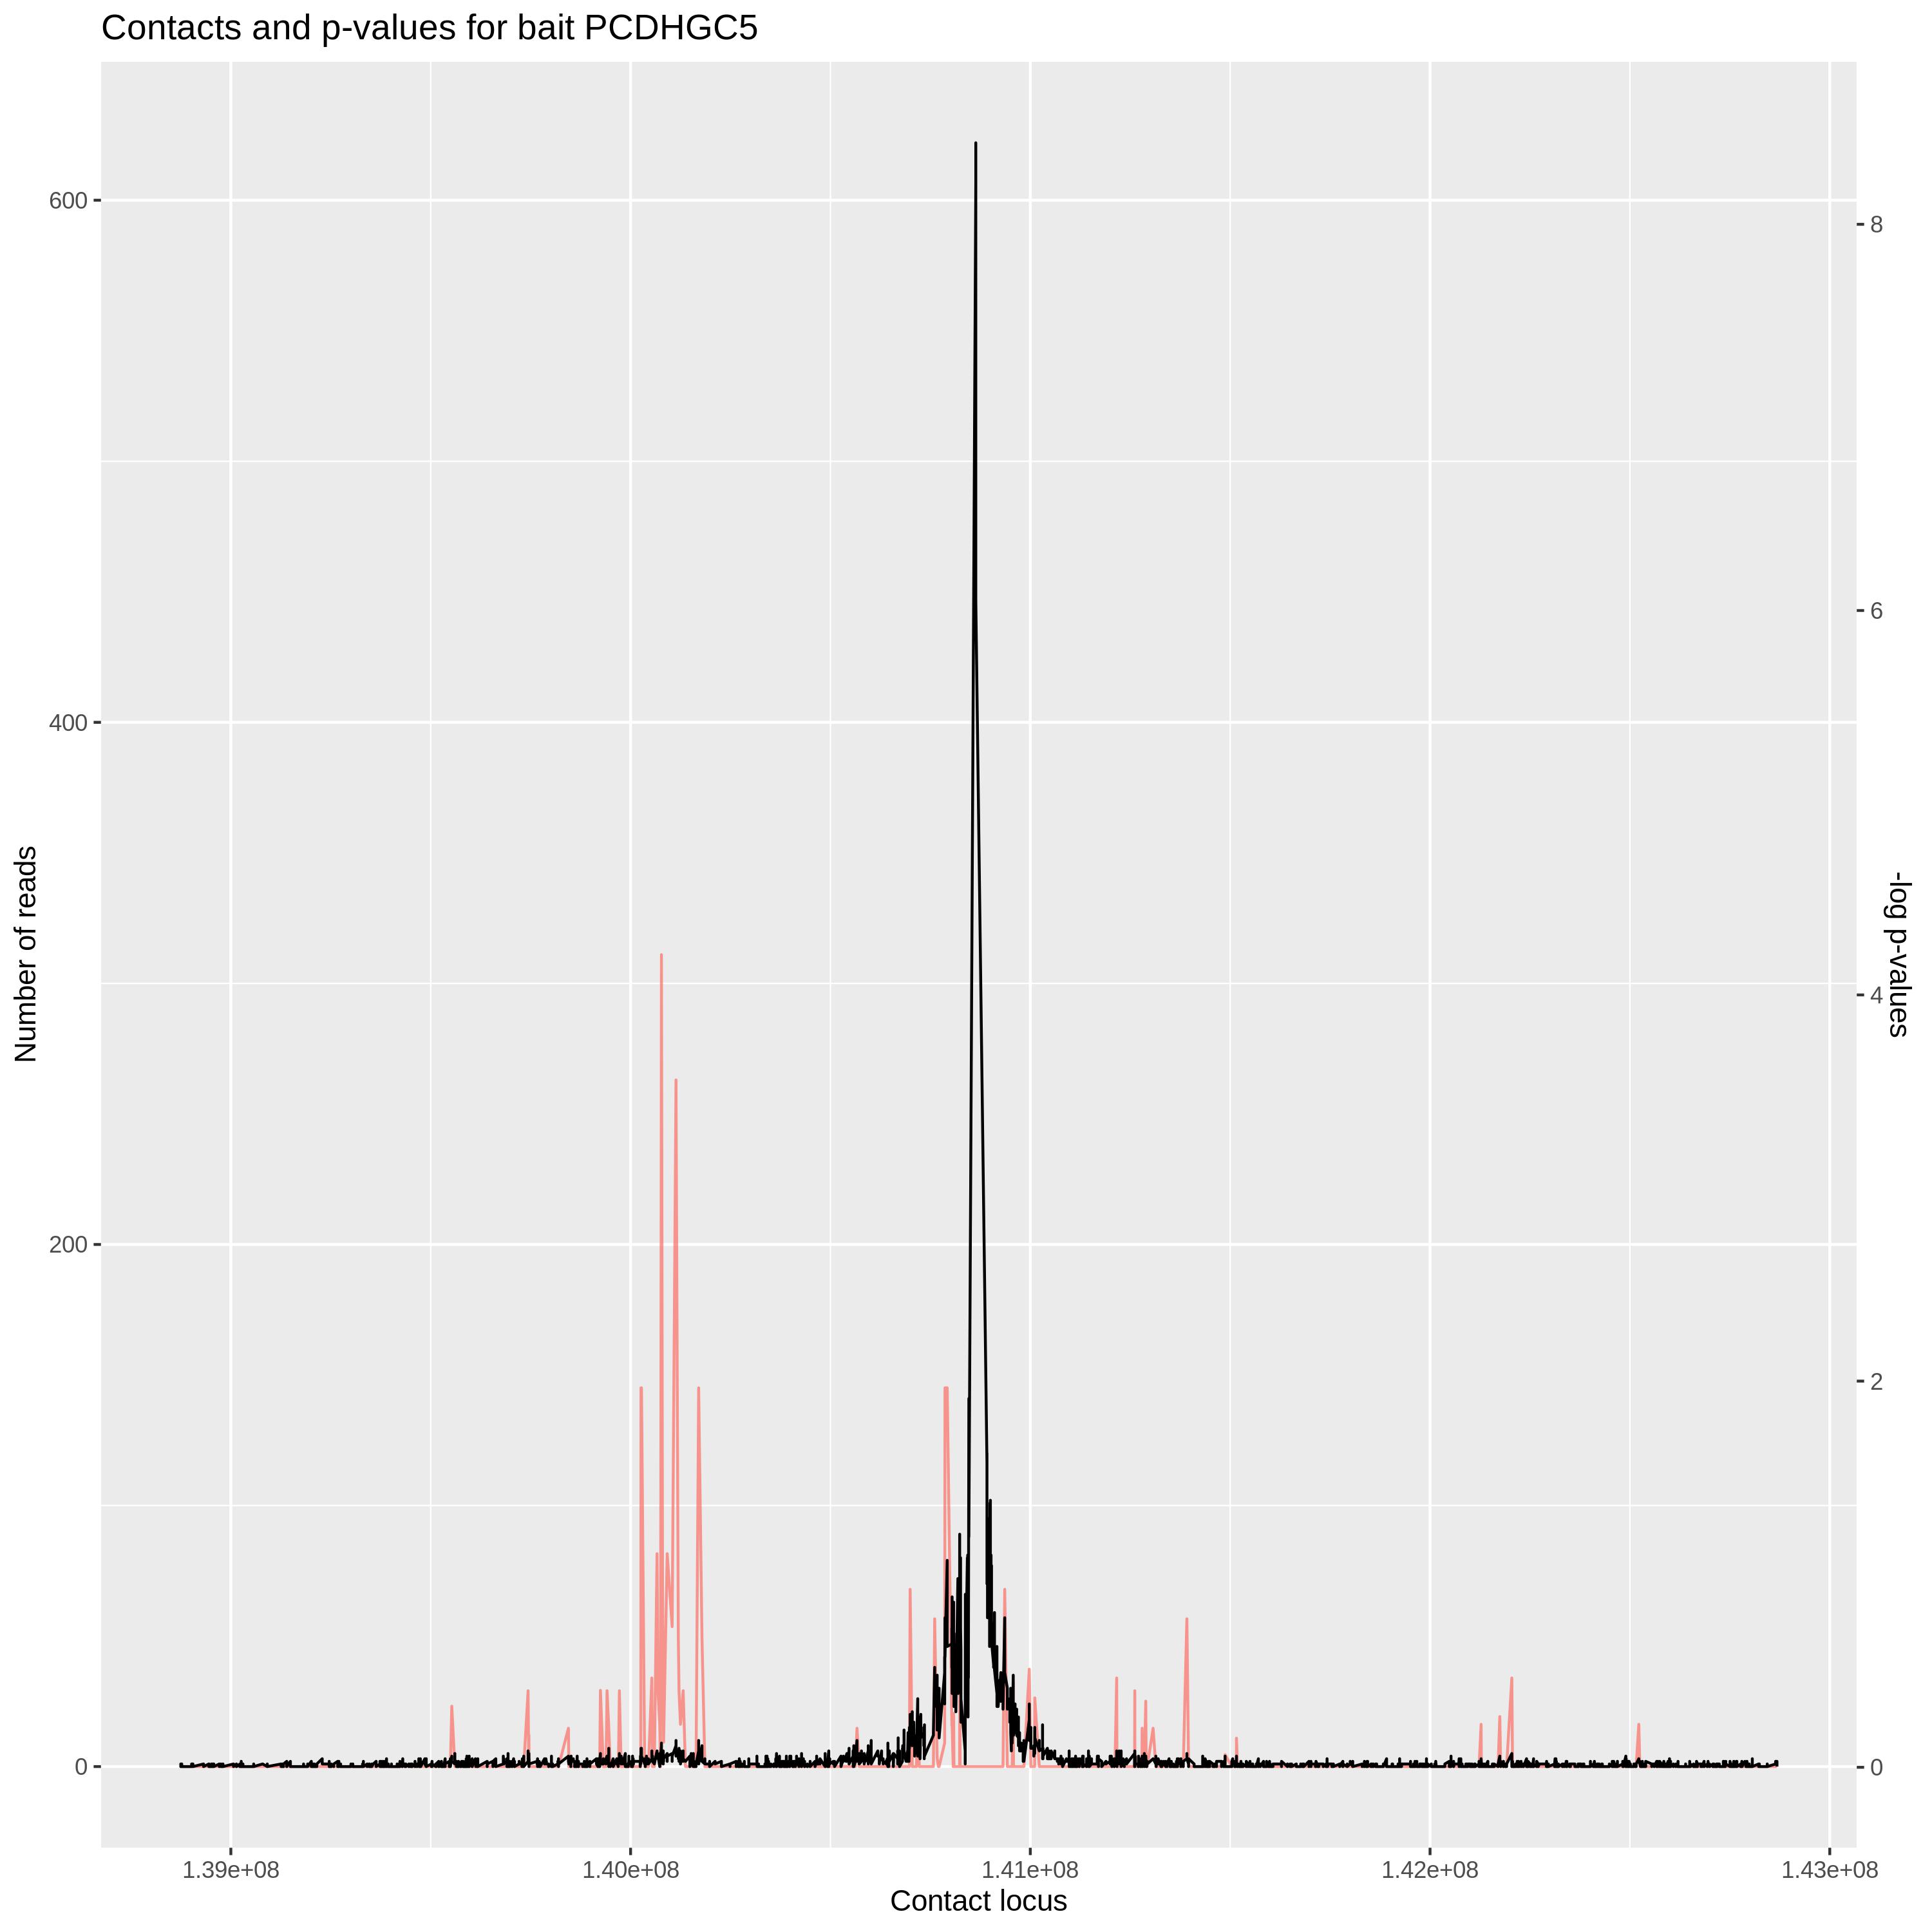 Contacts and p-values for bait PCDHGC5
600
400
200
0
Number of reads
8
6
4
2
0
-log p-values
1.39e+08 1.40e+08 1.41e+08 1.42e+08 1.43e+08
Contact locus